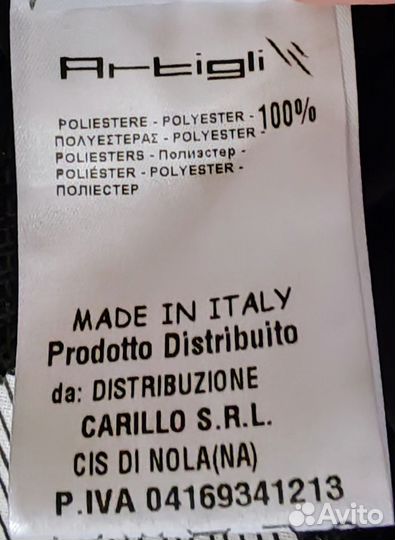 Artigli
POLIESTERE - POLYESTER - 100%
ΠΟΛΥΕΣΤΕΡΑΣ - POLYESTER -
POLIESTERS - Полиэстер -
POLIÉSTER - POLYESTER -
ПОЛІЕСТЕР
MADE IN ITALY
Prodotto Distribuito
da: DISTRIBUZIONE
CARILLO S.R.L.
CIS DI NOLA(NA)
P.IVA 04169341213
Avito